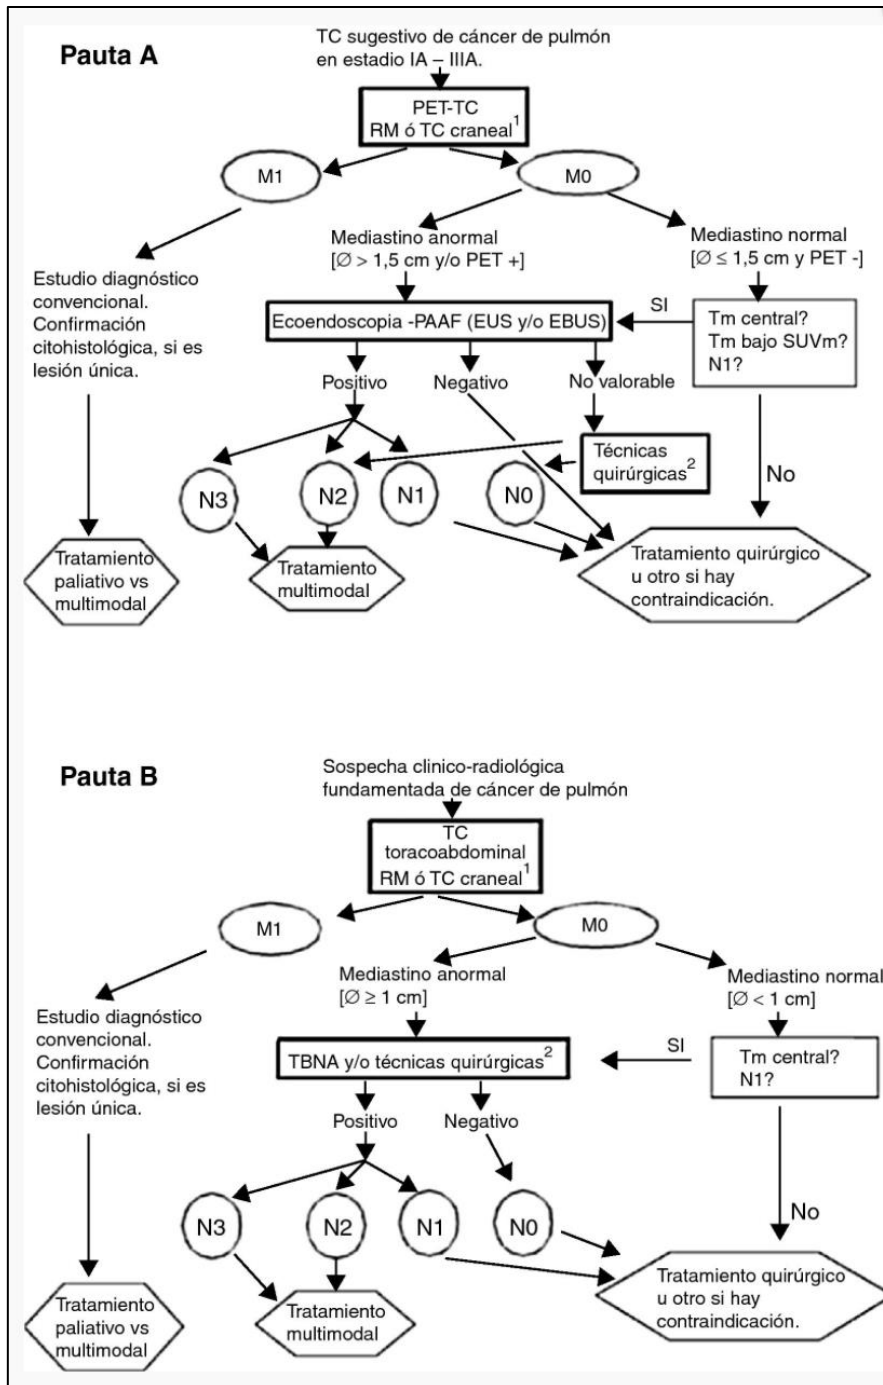 Pauta A
TC sugestivo de cáncer de pulmón
en estadio IA – IIIA.
PET-TC
RM ó TC craneal1
M1
M0
Mediastino anormal
[Ø > 1,5 cm y/o PET +]
Mediastino normal
[Ø ≤ 1,5 cm y PET -]
Estudio diagnóstico
convencional.
Confirmación
citohistológica, si es
lesión única.
Ecoendoscopia -PAAF (EUS y/o EBUS)
SI
Tm central?
Tm bajo SUVm?
N1?
Positivo
Negativo
No valorable
Técnicas
quirúrgicas2
No
N3
N2
N1
N0
Tratamiento
paliativo vs
multimodal
Tratamiento
multimodal
Tratamiento quirúrgico
u otro si hay
contraindicación.
Pauta B
Sospecha clinico-radiológica
fundamentada de cáncer de pulmón
TC
toracoabdominal
RM ó TC craneal1
M1
M0
Mediastino anormal
[Ø ≥ 1 cm]
Mediastino normal
[Ø < 1 cm]
Estudio diagnóstico
convencional.
Confirmación
citohistológica, si es
lesión única.
TBNA y/o técnicas quirúrgicas2
SI
Tm central?
N1?
Positivo
Negativo
No
N3
N2
N1
N0
Tratamiento
paliativo vs
multimodal
Tratamiento
multimodal
Tratamiento quirúrgico
u otro si hay
contraindicación.